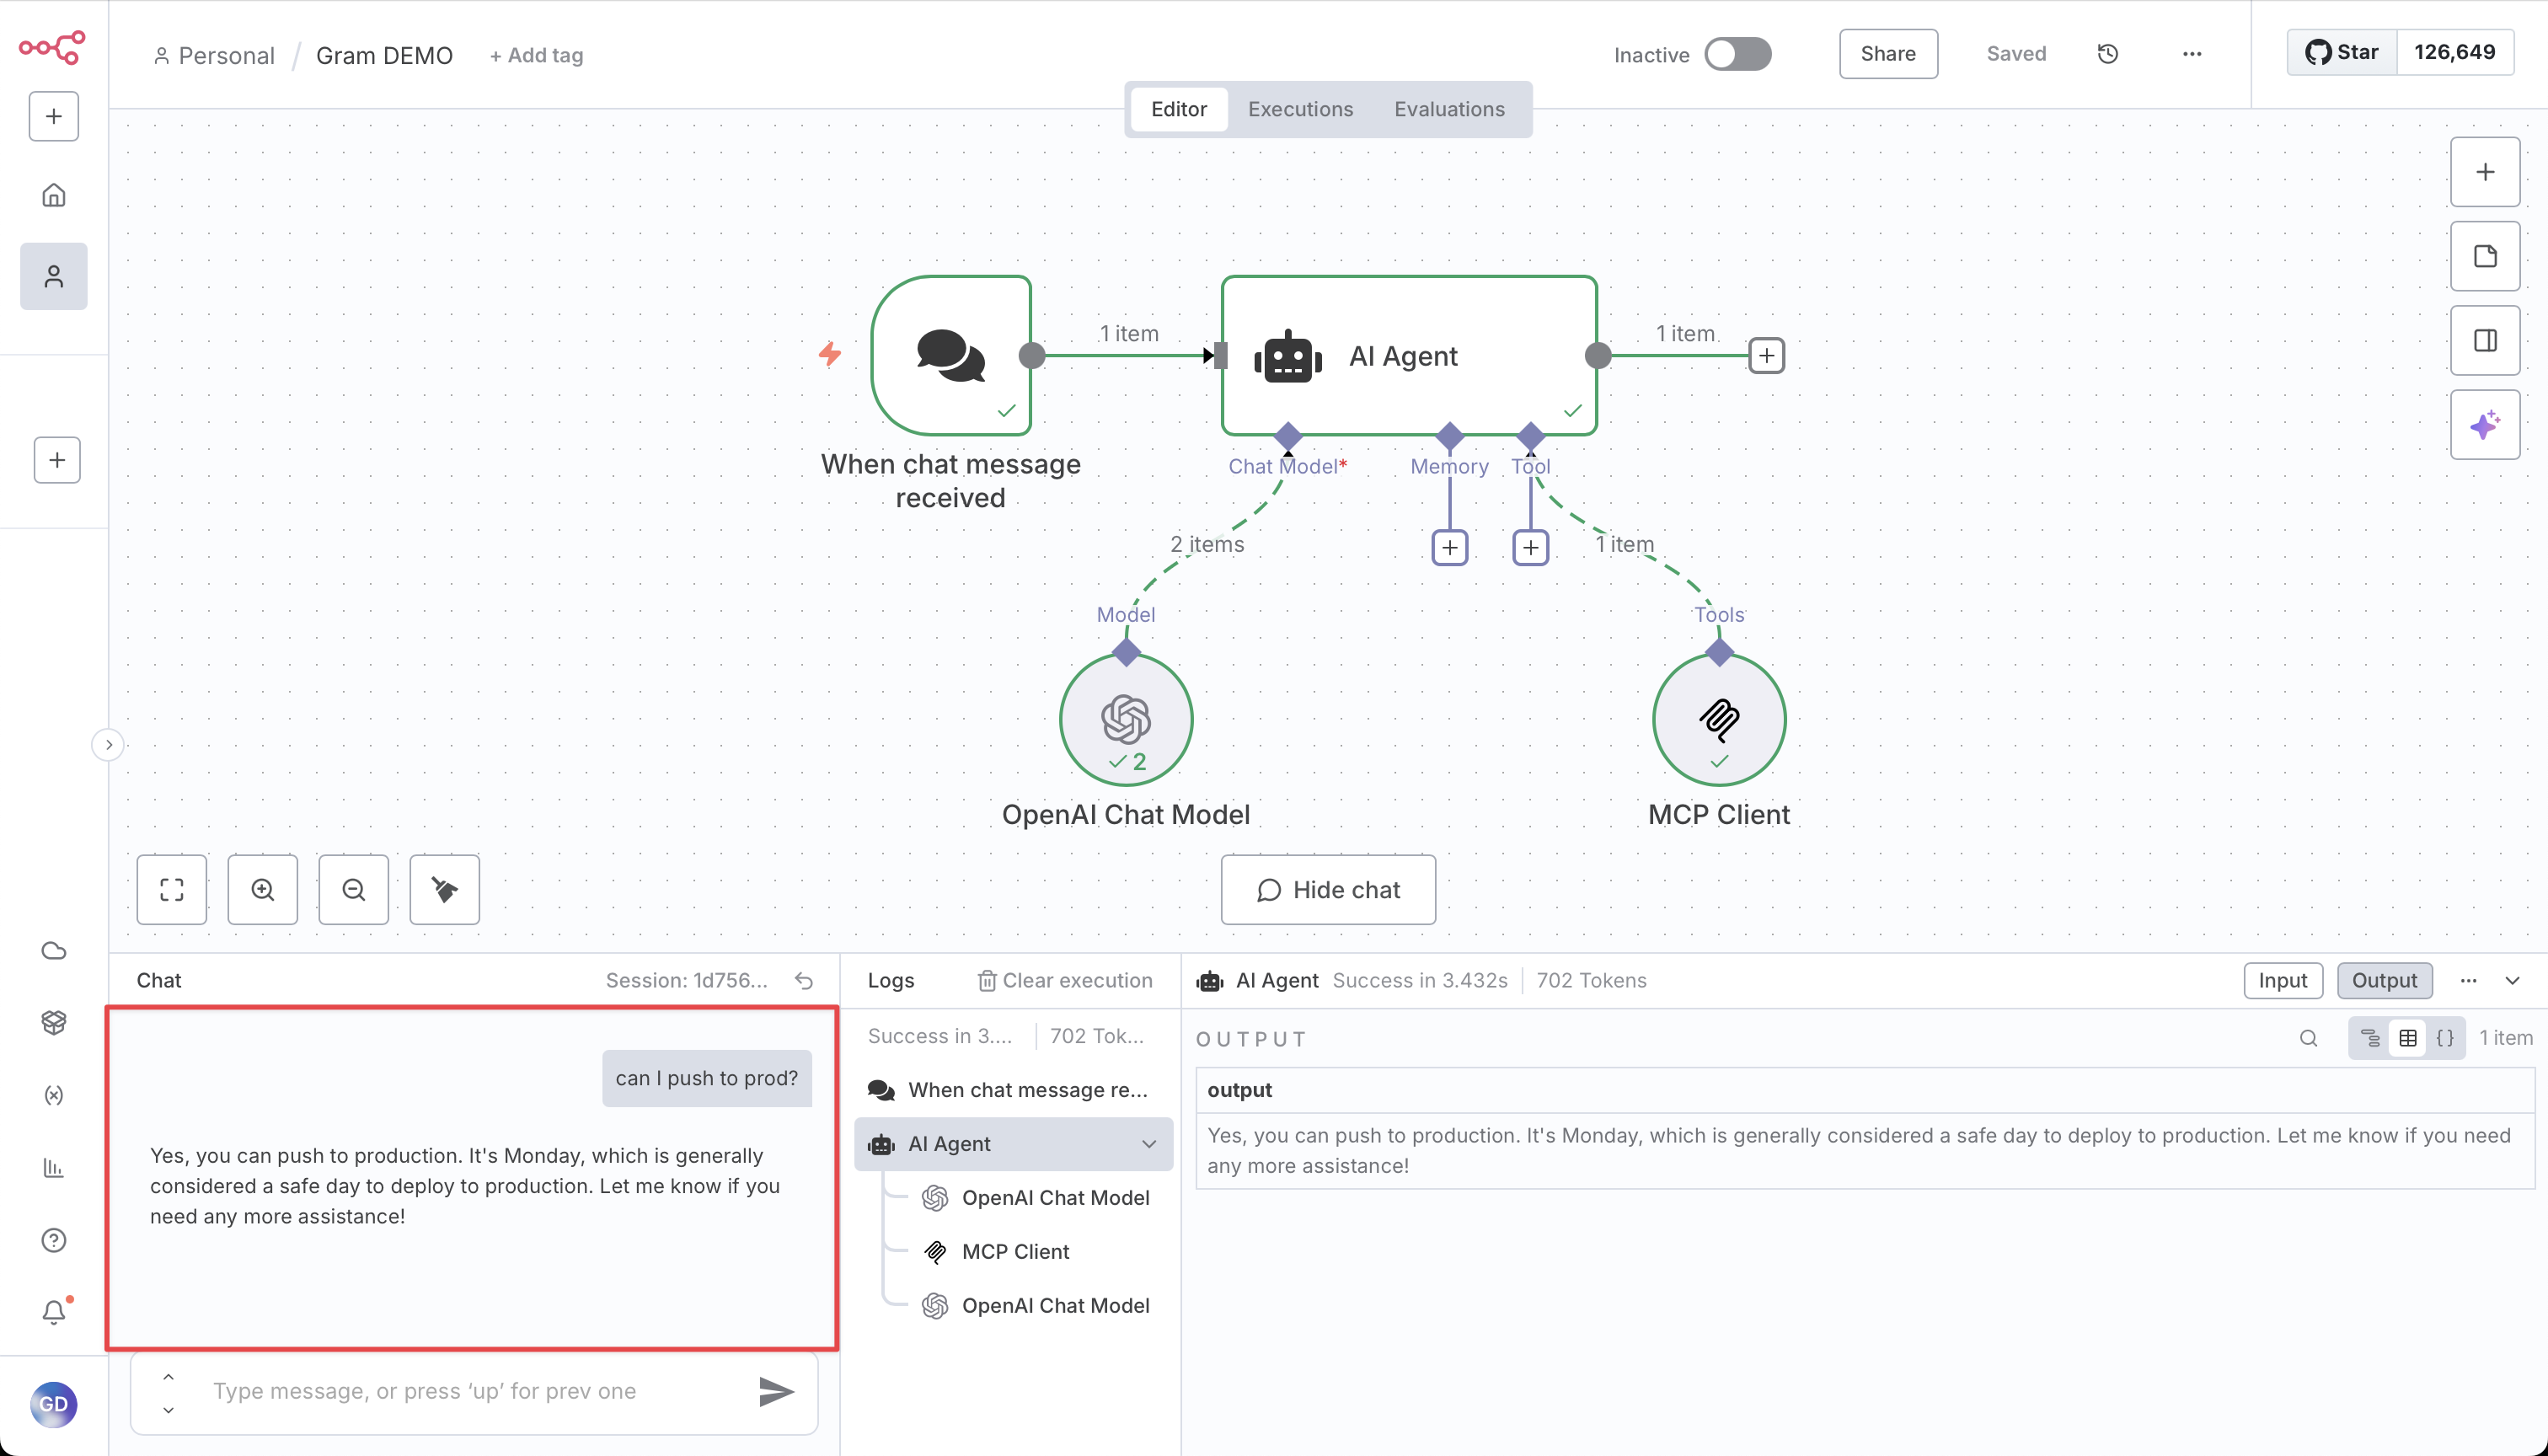 Personal / Gram DEMO + Add tag
Inactive
Share
Saved
Star 126,649
Editor Executions Evaluations
1 item
AI Agent
1 item
When chat message
received
Chat Model*
Memory
Tool
2 items
1 item
Model
Tools
2
OpenAI Chat Model
MCP Client
Hide chat
Chat
Session: 1d756...
can I push to prod?
Yes, you can push to production. It's Monday, which is generally
considered a safe day to deploy to production. Let me know if you
need any more assistance!
Type message, or press ‘up’ for prev one
GD
Logs
Clear execution
Success in 3.... 702 Tok...
When chat message re...
AI Agent
OpenAI Chat Model
MCP Client
OpenAI Chat Model
AI Agent Success in 3.432s 702 Tokens
Input
Output
OUTPUT
1 item
output
Yes, you can push to production. It's Monday, which is generally considered a safe day to deploy to production. Let me know if you need
any more assistance!